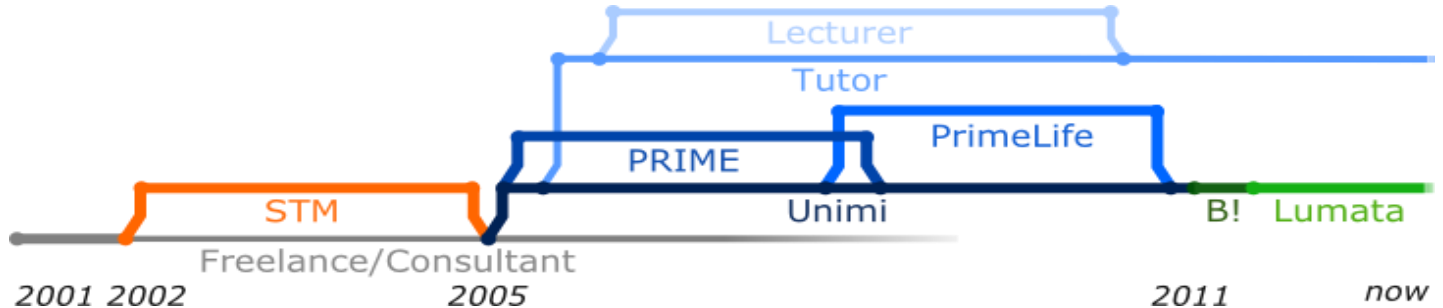 Lecturer
Tutor
PrimeLife
PRIME
STM
Unimi
B!
Lumata
Freelance/Consultant
2001 2002 2005 2011 now